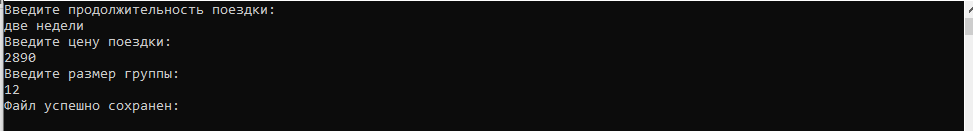 Введите продолжительность поездки:
две недели
Введите цену поездки:
2890
Введите размер группы:
12
Файл успешно сохранен: